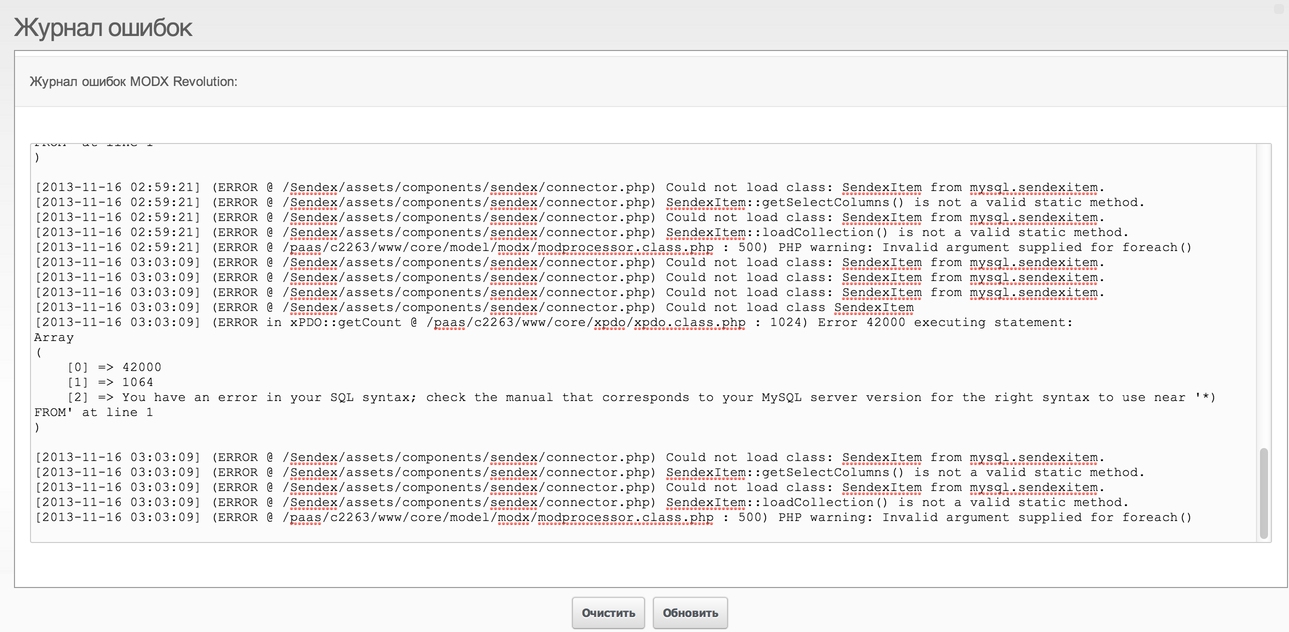 Журнал ошибок
Журнал ошибок MODX Revolution:
FROM' at line 1
)
[2013-11-16 02:59:21] (ERROR @ /Sendex/assets/components/sendex/connector.php) Could not load class: SendexItem from mysql.sendexitem.
[2013-11-16 02:59:21] (ERROR @ /Sendex/assets/components/sendex/connector.php) SendexItem::getSelectColumns() is not a valid static method.
[2013-11-16 02:59:21] (ERROR @ /Sendex/assets/components/sendex/connector.php) Could not load class: SendexItem from mysql.sendexitem.
[2013-11-16 02:59:21] (ERROR @ /Sendex/assets/components/sendex/connector.php) SendexItem::loadCollection() is not a valid static method.
[2013-11-16 02:59:21] (ERROR @ /paas/c2263/www/core/model/modx/modprocessor.class.php : 500) PHP warning: Invalid argument supplied for foreach()
[2013-11-16 03:03:09] (ERROR @ /Sendex/assets/components/sendex/connector.php) Could not load class: SendexItem from mysql.sendexitem.
[2013-11-16 03:03:09] (ERROR @ /Sendex/assets/components/sendex/connector.php) Could not load class: SendexItem from mysql.sendexitem.
[2013-11-16 03:03:09] (ERROR @ /Sendex/assets/components/sendex/connector.php) Could not load class: SendexItem from mysql.sendexitem.
[2013-11-16 03:03:09] (ERROR @ /Sendex/assets/components/sendex/connector.php) Could not load class SendexItem
[2013-11-16 03:03:09] (ERROR in xPDO::getCount @ /paas/c2263/www/core/xpdo/xpdo.class.php : 1024) Error 42000 executing statement:
Array
(
[0] => 42000
[1] => 1064
[2] => You have an error in your SQL syntax; check the manual that corresponds to your MySQL server version for the right syntax to use near '*)
FROM' at line 1
)
[2013-11-16 03:03:09] (ERROR @ /Sendex/assets/components/sendex/connector.php) Could not load class: SendexItem from mysql.sendexitem.
[2013-11-16 03:03:09] (ERROR @ /Sendex/assets/components/sendex/connector.php) SendexItem::getSelectColumns() is not a valid static method.
[2013-11-16 03:03:09] (ERROR @ /Sendex/assets/components/sendex/connector.php) Could not load class: SendexItem from mysql.sendexitem.
[2013-11-16 03:03:09] (ERROR @ /Sendex/assets/components/sendex/connector.php) SendexItem::loadCollection() is not a valid static method.
[2013-11-16 03:03:09] (ERROR @ /paas/c2263/www/core/model/modx/modprocessor.class.php : 500) PHP warning: Invalid argument supplied for foreach()
Очистить
Обновить